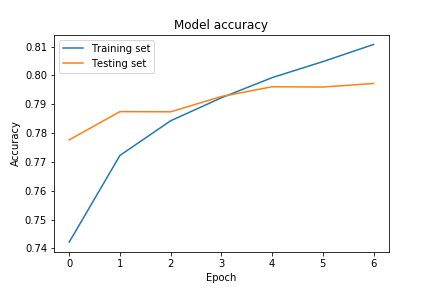 Model accuracy
Training set
Testing set
0.81
0.80
0.79
0.78
0.77
0.76
0.75
0.74
Accuracy
0 1 2 3 4 5 6
Epoch